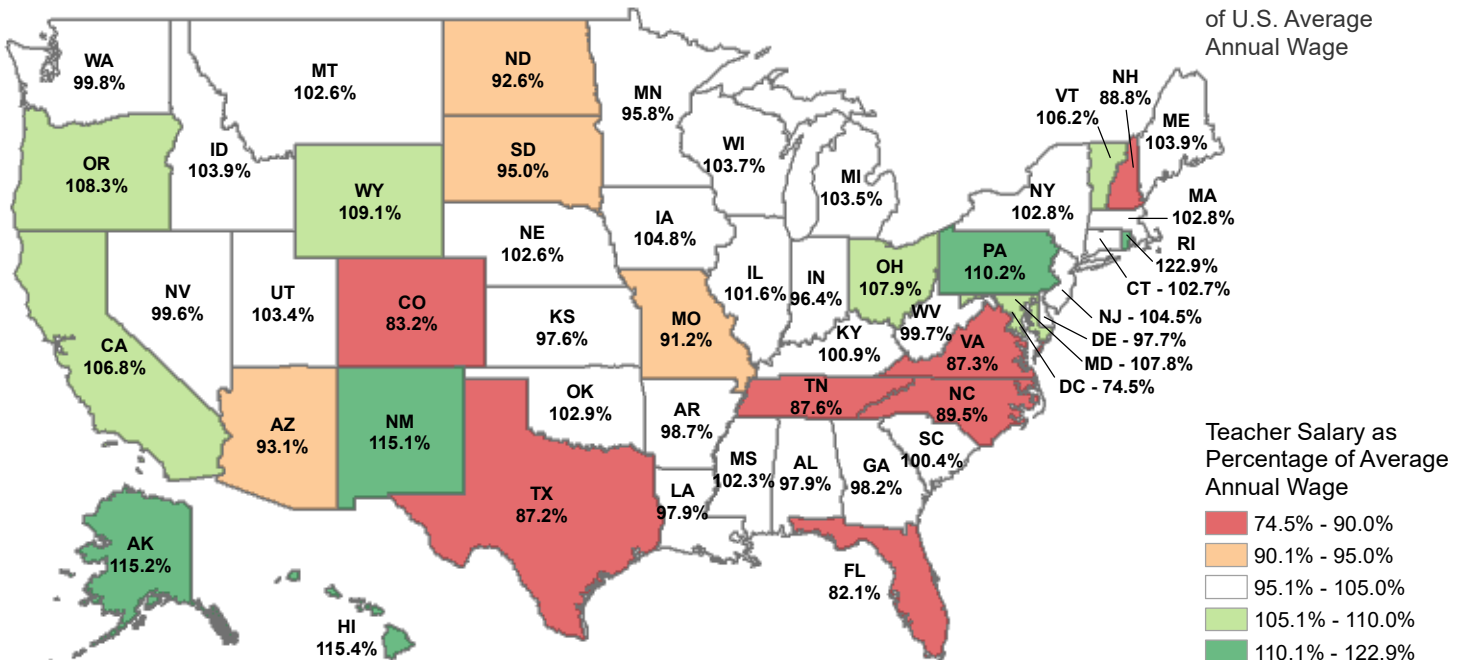 of U.S. Average
Annual Wage
WA
99.8%
MT
102.6%
ND
92.6%
MN
95.8%
VT
106.2%
NH
88.8%
ME
103.9%
OR
108.3%
ID
103.9%
SD
95.0%
WI
103.7%
MI
103.5%
WY
109.1%
NY
102.8%
MA
102.8%
IA
104.8%
NE
102.6%
PA
110.2%
RI
122.9%
CT - 102.7%
NV
99.6%
UT
103.4%
CO
83.2%
KS
97.6%
MO
91.2%
IL
101.6%
IN
96.4%
OH
107.9%
WV
99.7%
NJ - 104.5%
DE - 97.7%
MD - 107.8%
DC - 74.5%
CA
106.8%
KY
100.9%
VA
87.3%
AZ
93.1%
NM
115.1%
OK
102.9%
AR
98.7%
TN
87.6%
NC
89.5%
SC
100.4%
TX
87.2%
LA
97.9%
MS
102.3%
AL
97.9%
GA
98.2%
FL
82.1%
AK
115.2%
HI
115.4%
Teacher Salary as
Percentage of Average
Annual Wage
74.5% - 90.0%
90.1% - 95.0%
95.1% - 105.0%
105.1% - 110.0%
110.1% - 122.9%